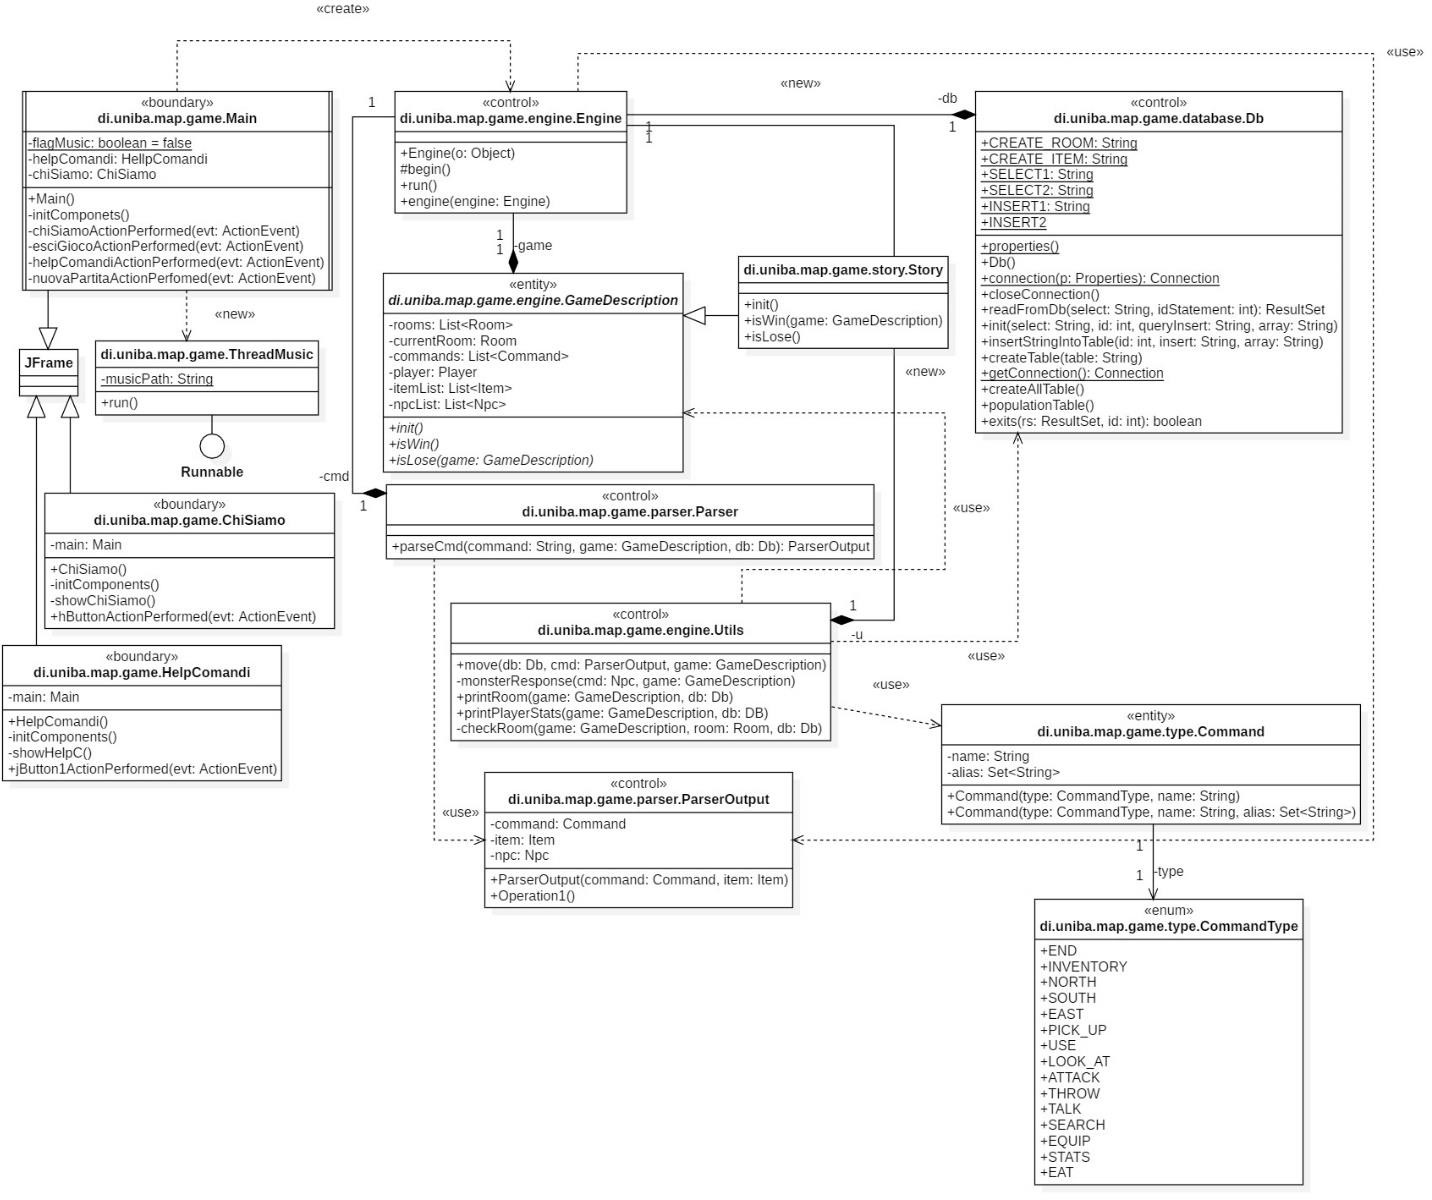 «create»
«use»
«new»
«boundary»
di.uniba.map.game.Main
-flagMusic: boolean = false
-helpComandi: HellpComandi
-chiSiamo: ChiSiamo
+Main()
-initComponets()
-chiSiamoActionPerformed(evt: ActionEvent)
-esciGiocoActionPerformed(evt: ActionEvent)
-helpComandiActionPerformed(evt: ActionEvent)
-nuovaPartitaActionPerfomed(evt: ActionEvent)
1
«control»
di.uniba.map.game.engine.Engine
+Engine(o: Object)
#begin()
+run()
+engine(engine: Engine)
1
1
-db
1
«control»
di.uniba.map.game.database.Db
+CREATE_ROOM: String
+CREATE_ITEM: String
+SELECT1: String
+SELECT2: String
+INSERT1: String
+INSERT2
+properties()
+Db()
+connection(p: Properties): Connection
+closeConnection()
+readFromDb(select: String, idStatement: int): ResultSet
+init(select: String, id: int, queryInsert: String, array: String)
+insertStringIntoTable(id: int, insert: String, array: String)
+createTable(table: String)
+getConnection(): Connection
+createAllTable()
+populationTable()
+exits(rs: ResultSet, id: int): boolean
1
1
-game
«entity»
di.uniba.map.game.engine.GameDescription
-rooms: List<Room>
-currentRoom: Room
-commands: List<Command>
-player: Player
-itemList: List<Item>
-npcList: List<Npc>
+init()
+isWin()
+isLose(game: GameDescription)
di.uniba.map.game.story.Story
+init()
+isWin(game: GameDescription)
+isLose()
«new»
«new»
JFrame
di.uniba.map.game.ThreadMusic
-musicPath: String
+run()
Runnable
-cmd
1
«control»
di.uniba.map.game.parser.Parser
+parseCmd(command: String, game: GameDescription, db: Db): ParserOutput
«use»
«boundary»
di.uniba.map.game.ChiSiamo
-main: Main
+ChiSiamo()
-initComponents()
-showChiSiamo()
+hButtonActionPerformed(evt: ActionEvent)
«control»
di.uniba.map.game.engine.Utils
+move(db: Db, cmd: ParserOutput, game: GameDescription)
-monsterResponse(cmd: Npc, game: GameDescription)
+printRoom(game: GameDescription, db: Db)
+printPlayerStats(game: GameDescription, db: DB)
-checkRoom(game: GameDescription, room: Room, db: Db)
1
-u
«use»
«use»
«boundary»
di.uniba.map.game.HelpComandi
-main: Main
+HelpComandi()
-initComponents()
-showHelpC()
+jButton1ActionPerformed(evt: ActionEvent)
«entity»
di.uniba.map.game.type.Command
-name: String
-alias: Set<String>
+Command(type: CommandType, name: String)
+Command(type: CommandType, name: String, alias: Set<String>)
«use»
«control»
di.uniba.map.game.parser.ParserOutput
-command: Command
-item: Item
-npc: Npc
+ParserOutput(command: Command, item: Item)
+Operation1()
1
1
-type
«enum»
di.uniba.map.game.type.CommandType
+END
+INVENTORY
+NORTH
+SOUTH
+EAST
+PICK_UP
+USE
+LOOK_AT
+ATTACK
+THROW
+TALK
+SEARCH
+EQUIP
+STATS
+EAT